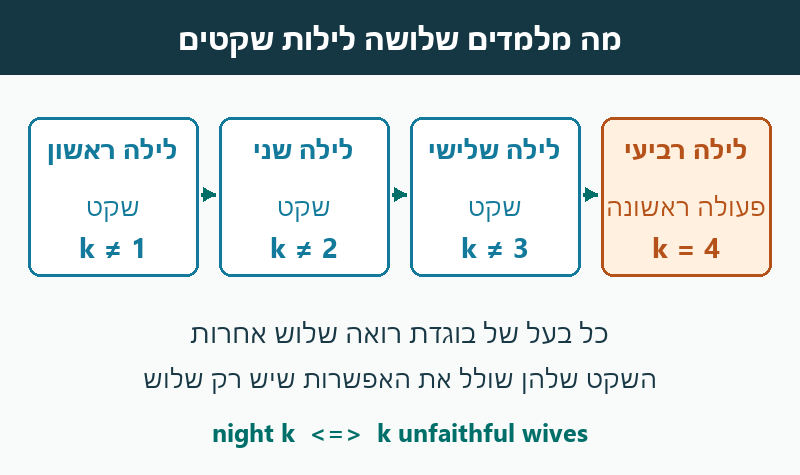 מה מלמדים שלושה לילות שקטים
לילה ראשון
שקט
k ≠ 1
לילה שני
שקט
k ≠ 2
לילה שלישי
שקט
k ≠ 3
לילה רביעי
פעולה ראשונה
k = 4
כל בעל של בוגדת רואה שלוש אחרות
השקט שלהן שולל את האפשרות שיש רק שלוש
night k <=> k unfaithful wives